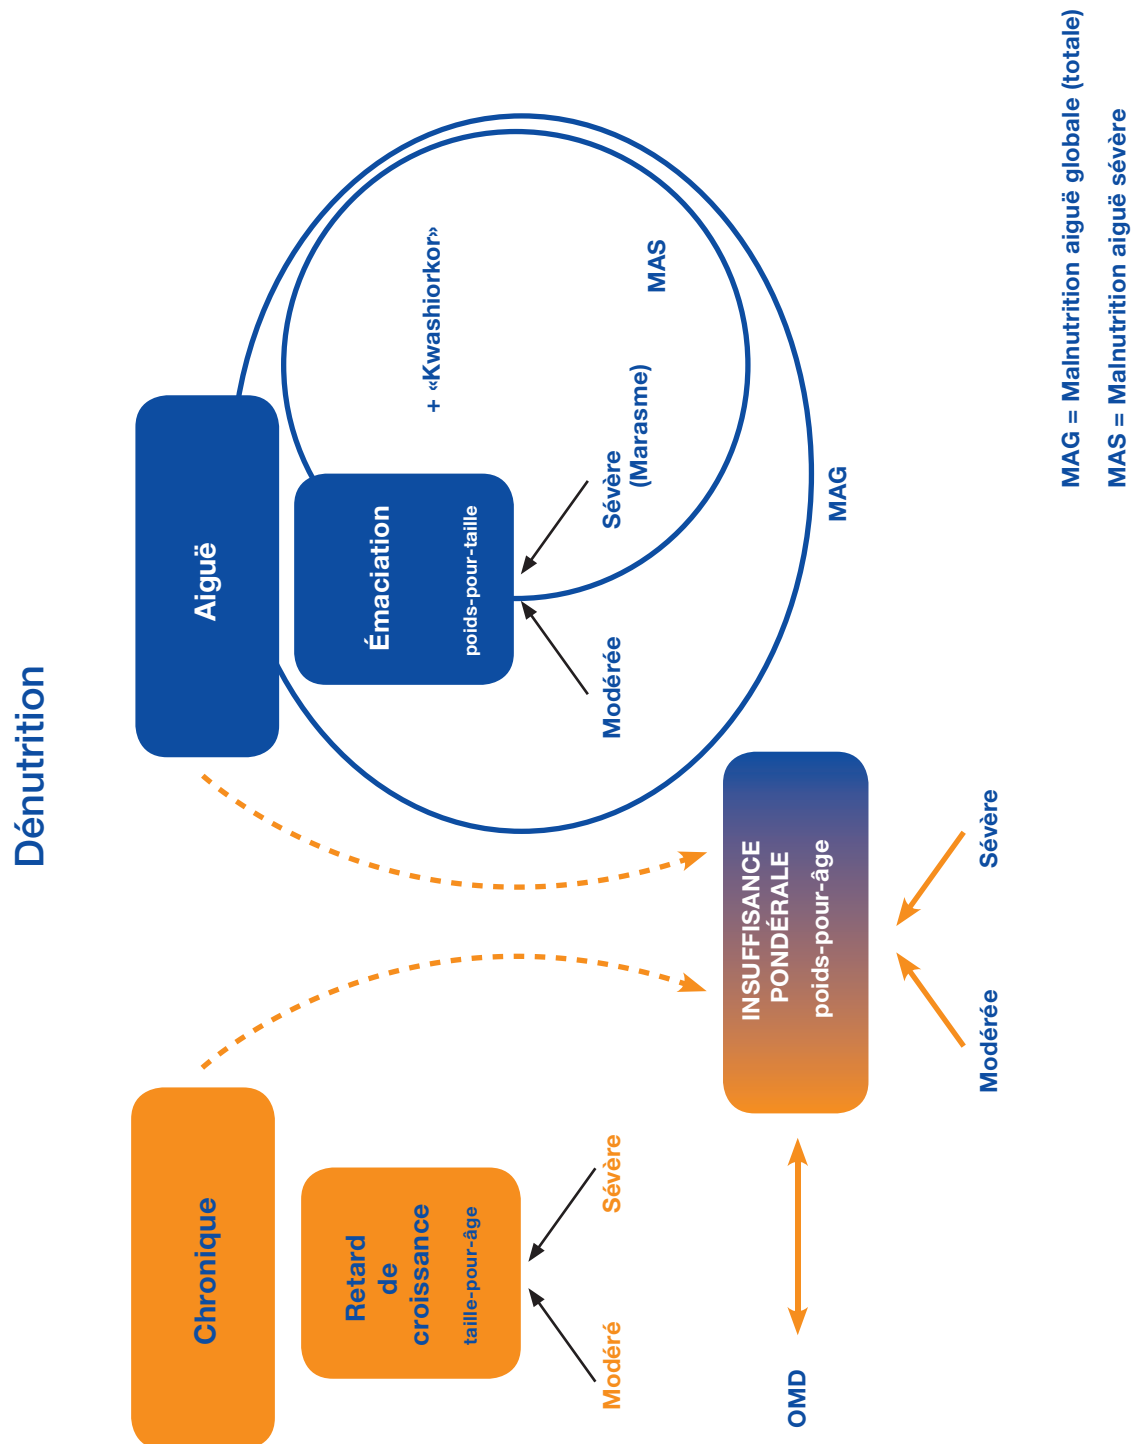 Dénutrition
Chronique
Aiguë
Retard
de
croissance
taille-pour-âge
Modéré
Sévère
Émaciation
poids-pour-taille
Modérée
Sévère
(Marasme)
+ «Kwashiorkor»
MAS
MAG
OMD
INSUFFISANCE
PONDÉRALE
poids-pour-âge
Modérée
Sévère
MAG = Malnutrition aiguë globale (totale)
MAS = Malnutrition aiguë sévère